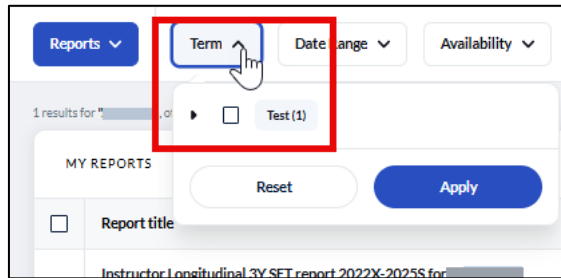 Reports Term Date Range Availability
1 results for "
Test (1)
MY REPORTS
Reset Apply
Report title
Instructor Longitudinal 3Y SET report 2022X-2025S for